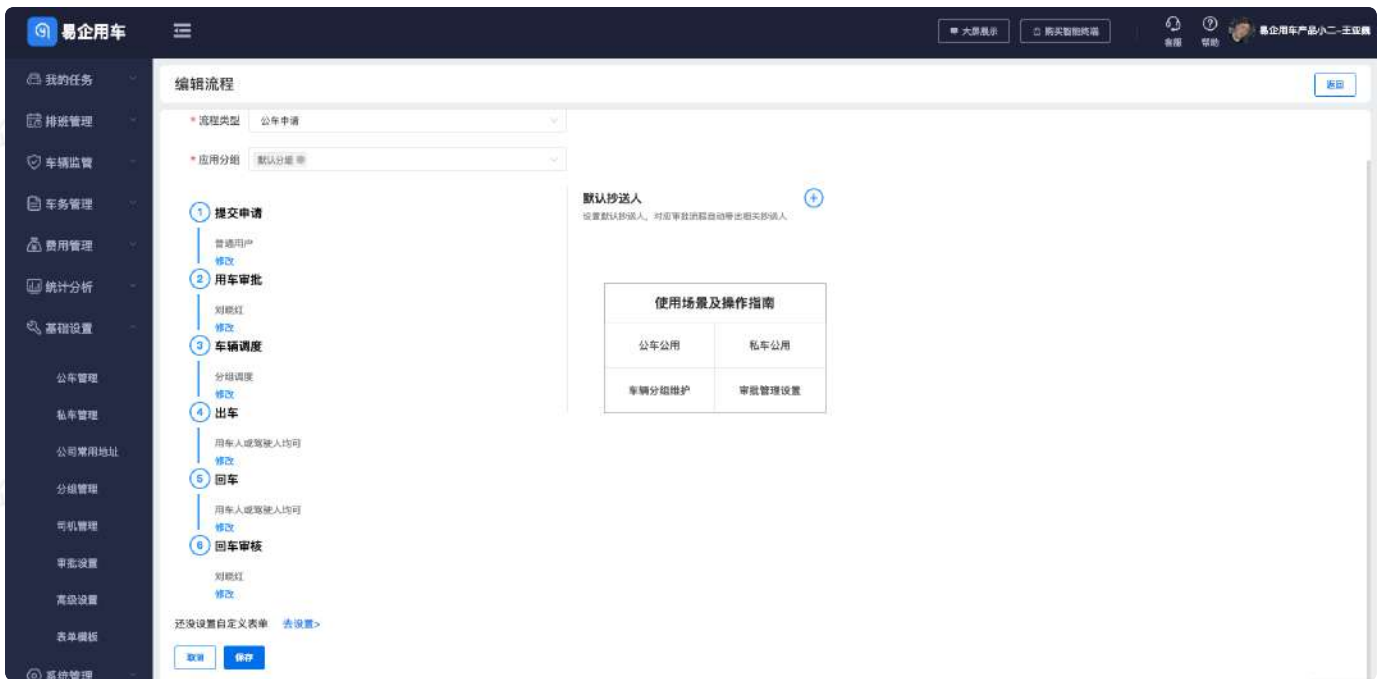 易企用车
大屏展示
购买智能终端
客服
帮助
易企用车产品小二-王亚巍
我的任务
排班管理
车辆监管
车务管理
费用管理
统计分析
基础设置
公车管理
私车管理
公司常用地址
分组管理
司机管理
审批设置
高级设置
表单模板
系统管理
编辑流程
返回
* 流程类型 公车申请
* 应用分组 默认分组
1 提交申请
普通用户
修改
2 用车审批
刘晓红
修改
3 车辆调度
分组调度
修改
4 出车
用车人或驾驶人均可
修改
5 回车
用车人或驾驶人均可
修改
6 回车审核
刘晓红
修改
还没设置自定义表单 去设置>
取消 保存
默认抄送人
设置默认抄送人，对应审批流程自动带出相关抄送人
使用场景及操作指南
公车公用 私车公用
车辆分组维护 审批管理设置